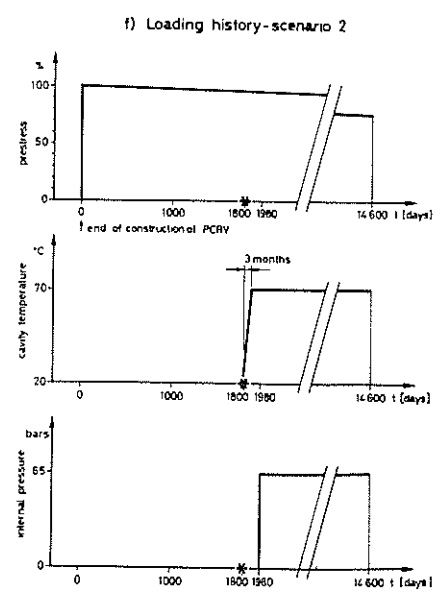 f) Loading history-scenario 2
%
100
50
0
prestress
0 1000 1800 1980 14 600 t [days]
end of construction of PCRV
°C
3 months
70
20
cavity temperature
0 1000 1800 1980 14 600 t [days]
bars
65
0
internal pressure
0 1000 1800 1980 14 600 t [days]